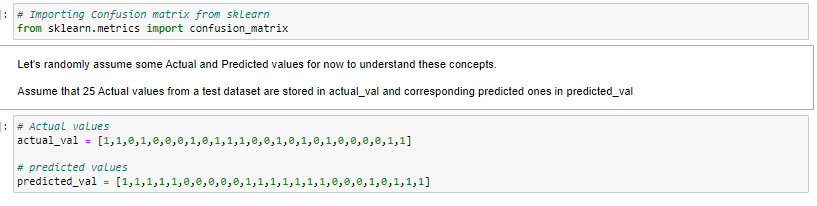 ]: # Importing Confusion matrix from sklearn
from sklearn.metrics import confusion_matrix
Let's randomly assume some Actual and Predicted values for now to understand these concepts.
Assume that 25 Actual values from a test dataset are stored in actual_val and corresponding predicted ones in predicted_val
]: # Actual values
actual_val = [1,1,0,1,0,0,0,1,0,1,1,1,0,0,1,0,1,0,1,0,0,0,0,1,1]
# predicted values
predicted_val = [1,1,1,1,1,0,0,0,0,0,1,1,1,1,1,1,1,0,0,0,1,0,1,1,1]